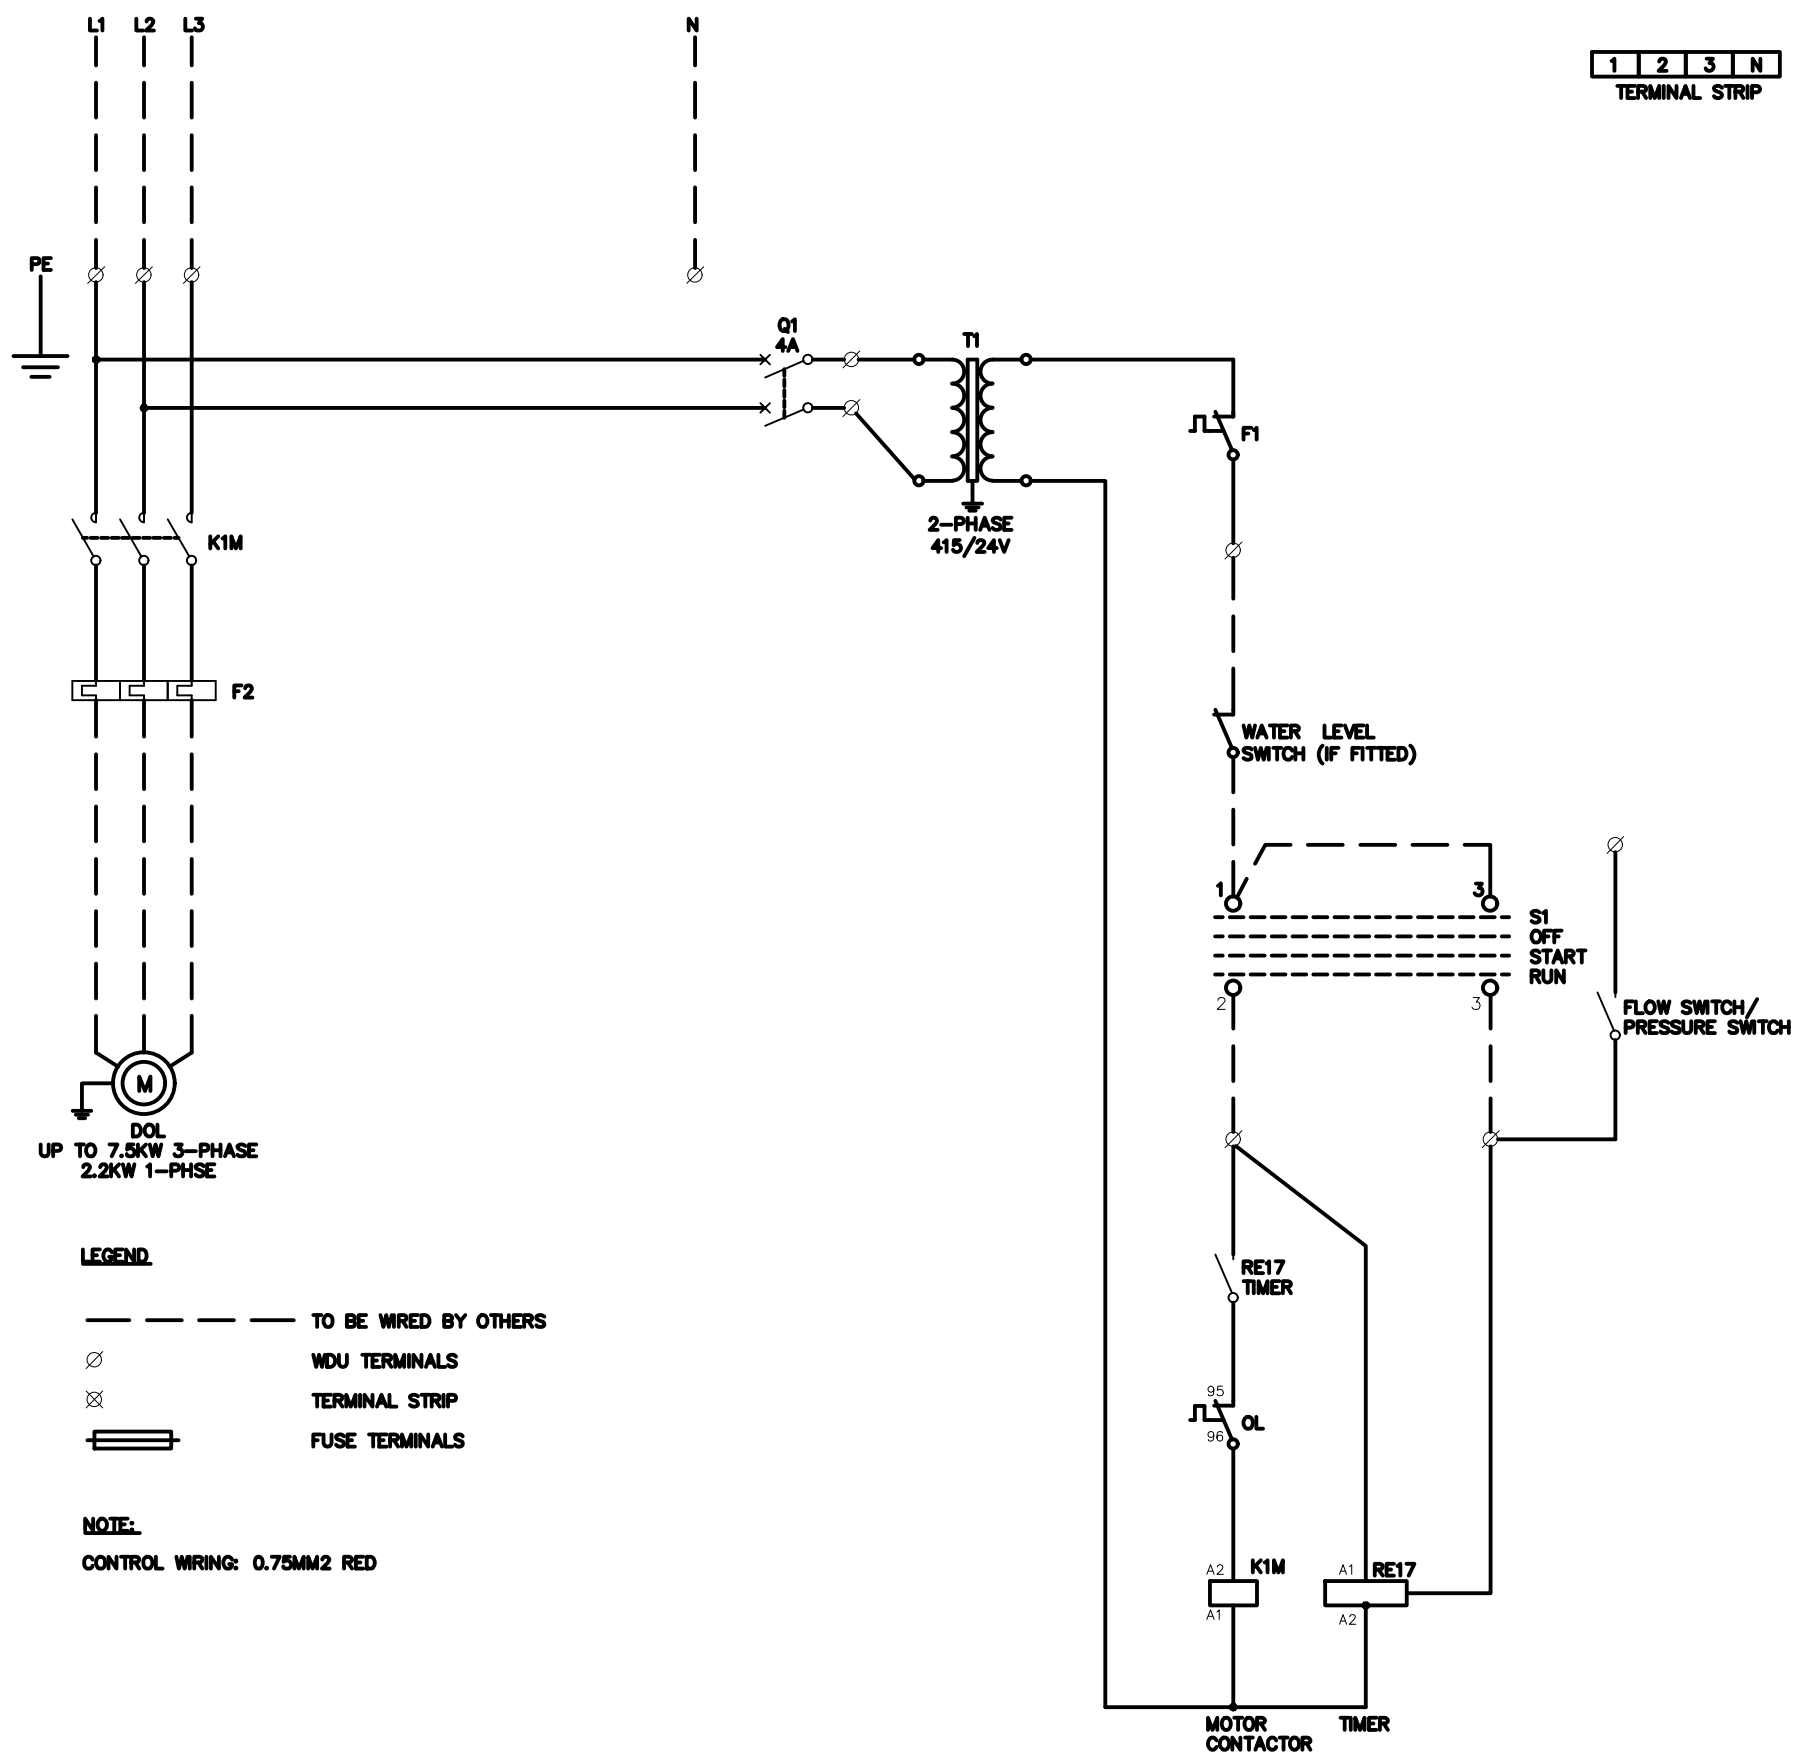 L1 L2 L3 N
1 2 3 N
TERMINAL STRIP
PE
Q1
4A
T1
2-PHASE
415/24V
F1
K1M
F2
WATER LEVEL
SWITCH (IF FITTED)
1 3
S1
OFF
START
RUN
2 3
FLOW SWITCH/
PRESSURE SWITCH
M
DOL
UP TO 7.5KW 3-PHASE
2.2KW 1-PHSE
LEGEND
TO BE WIRED BY OTHERS
WDU TERMINALS
TERMINAL STRIP
FUSE TERMINALS
NOTE:
CONTROL WIRING: 0.75MM2 RED
RE17
TIMER
95
OL
96
A2 K1M
A1
A1 RE17
A2
MOTOR
CONTACTOR
TIMER